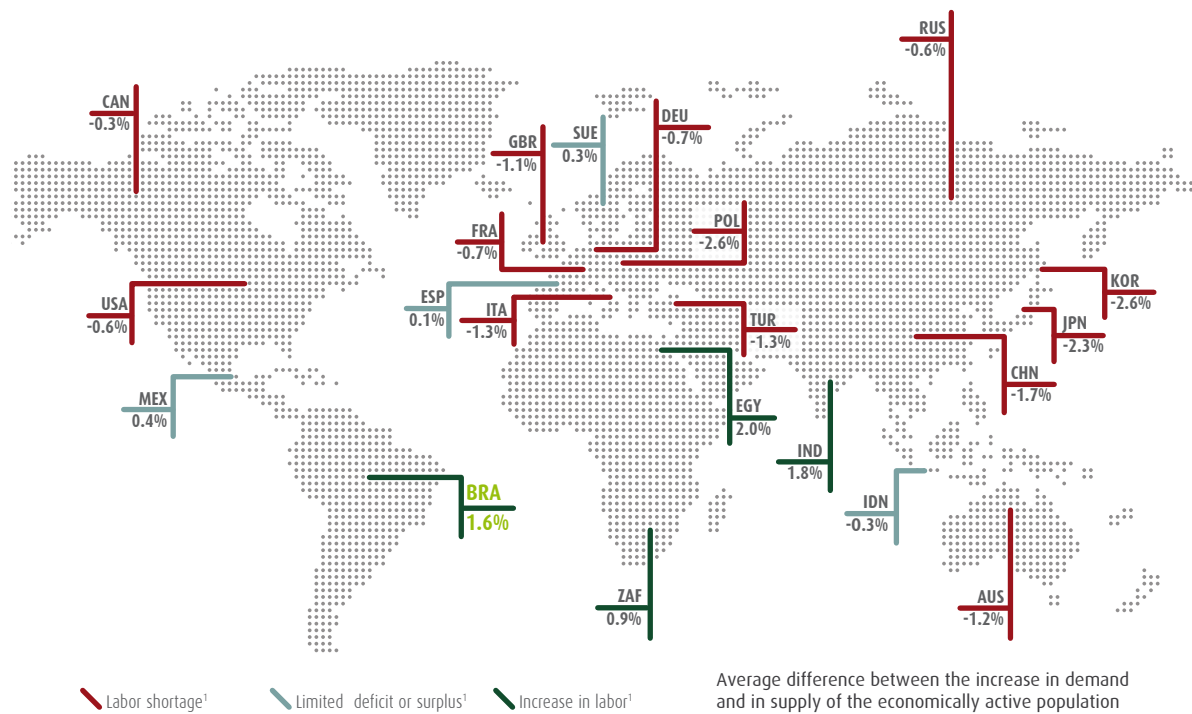 RUS
-0.6%
CAN
-0.3%
DEU
-0.7%
GBR
-1.1%
SUE
0.3%
POL
-2.6%
FRA
-0.7%
KOR
-2.6%
USA
-0.6%
ESP
0.1%
ITA
-1.3%
TUR
-1.3%
JPN
-2.3%
CHN
-1.7%
MEX
0.4%
EGY
2.0%
IND
1.8%
BRA
1.6%
IDN
-0.3%
ZAF
0.9%
AUS
-1.2%
Labor shortage¹
Limited deficit or surplus¹
Increase in labor¹
Average difference between the increase in demand
and in supply of the economically active population